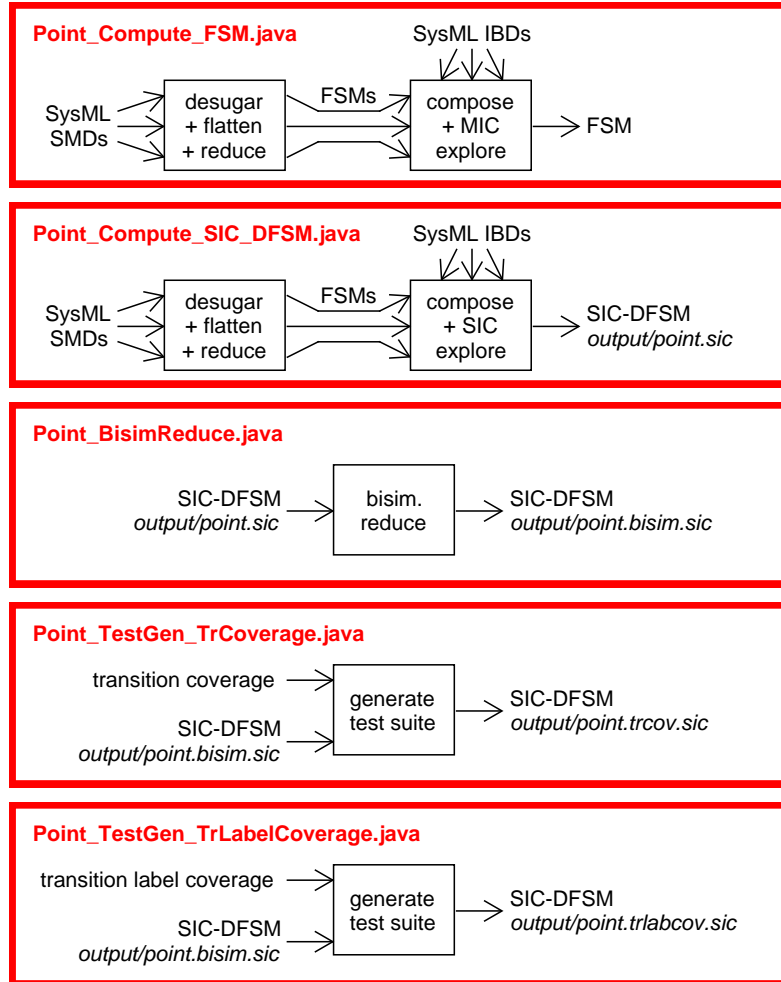 Point_Compute_FSM.java
SysML IBDs
SysML
SMDs
desugar
+ flatten
+ reduce
FSMs
compose
+ MIC
explore
FSM
Point_Compute_SIC_DFSM.java
SysML IBDs
SysML
SMDs
desugar
+ flatten
+ reduce
FSMs
compose
+ SIC
explore
SIC-DFSM
output/point.sic
Point_BisimReduce.java
SIC-DFSM
output/point.sic
bisim.
reduce
SIC-DFSM
output/point.bisim.sic
Point_TestGen_TrCoverage.java
transition coverage
SIC-DFSM
output/point.bisim.sic
generate
test suite
SIC-DFSM
output/point.trcov.sic
Point_TestGen_TrLabelCoverage.java
transition label coverage
SIC-DFSM
output/point.bisim.sic
generate
test suite
SIC-DFSM
output/point.trlabcov.sic